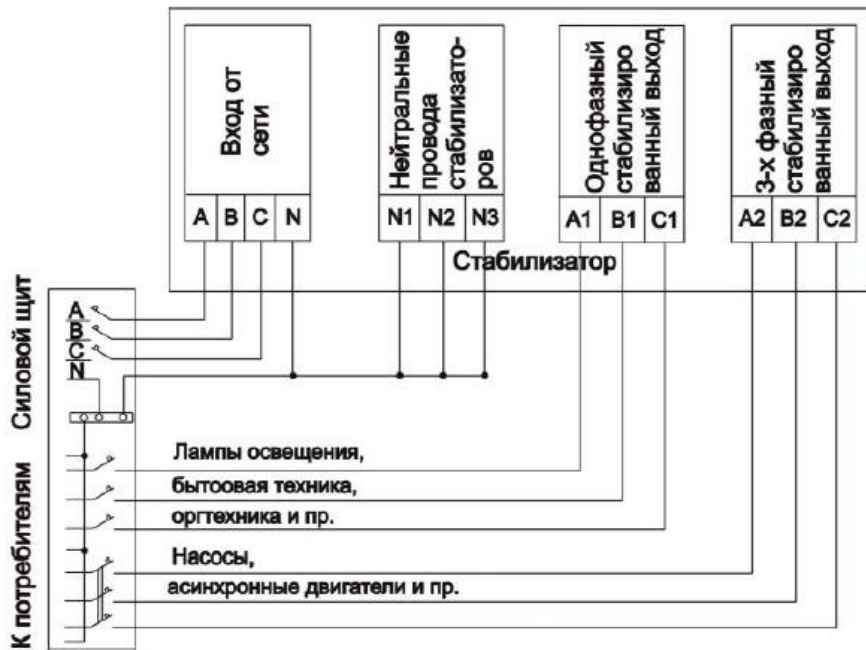 Вход от
сети
A B C N
Нейтральные
провода
стабилизато-
ров
N1 N2 N3
Однофазный
стабилизиро
ванный выход
A1 B1 C1
3-х фазный
стабилизиро
ванный выход
A2 B2 C2
Стабилизатор
Силовой щит
A
B
C
N
К потребителям
Лампы освещения,
бытоовая техника,
оргтехника и пр.
Насосы,
асинхронные двигатели и пр.